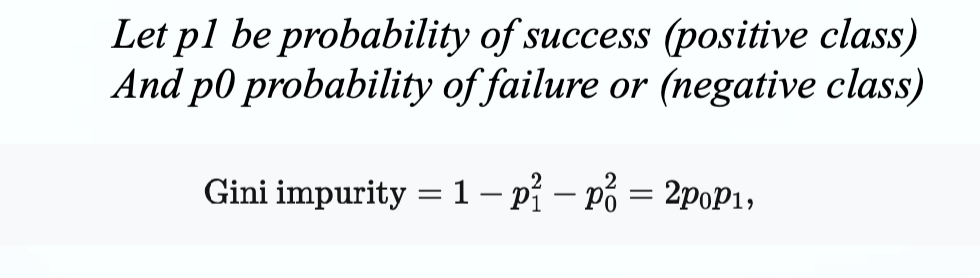 Let p1 be probability of success (positive class)
And p0 probability of failure or (negative class)
Gini impurity = 1 − p₁² − p₀² = 2p₀p₁,